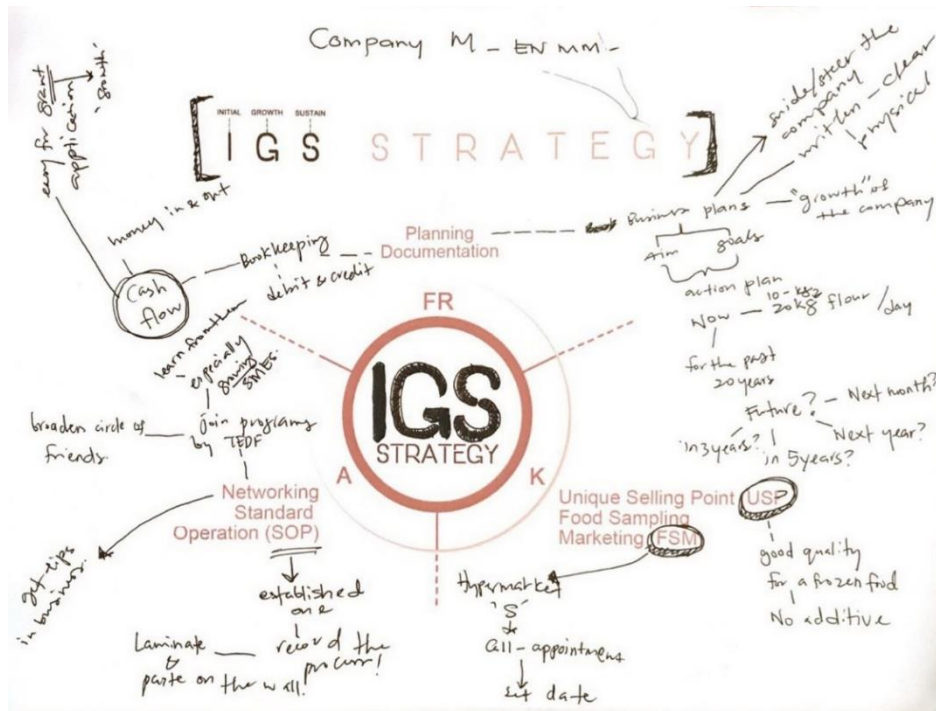 Company M - EN MM -
INITIAL GROWTH SUSTAIN
[IGS STRATEGY]
easy for grant
application
growth
money in & out
Cash
flow
Bookkeeping
debit & credit
Planning
Documentation
Business plans
guide/steer the
company
written - clear
physical
"growth" of
the company
Aim
goals
action plan
10-kg
Now — 20kg flour /day
for the past
20 years
Future?
Next month?
Next year?
in 3 years?
in 5 years?
FR
IGS
STRATEGY
A
K
learn from them
- especially
growing
SMEs.
join programs
by TEDF
broaden circle of
friends.
Networking
Standard
Operation (SOP)
get tips
in business.
established
one
record the
Laminate
&
paste on the wall!
Unique Selling Point USP
Food Sampling
Marketing FSM
Hypermarket
'S'
Call - appointment
Set date
good quality
for a frozen food
No additive